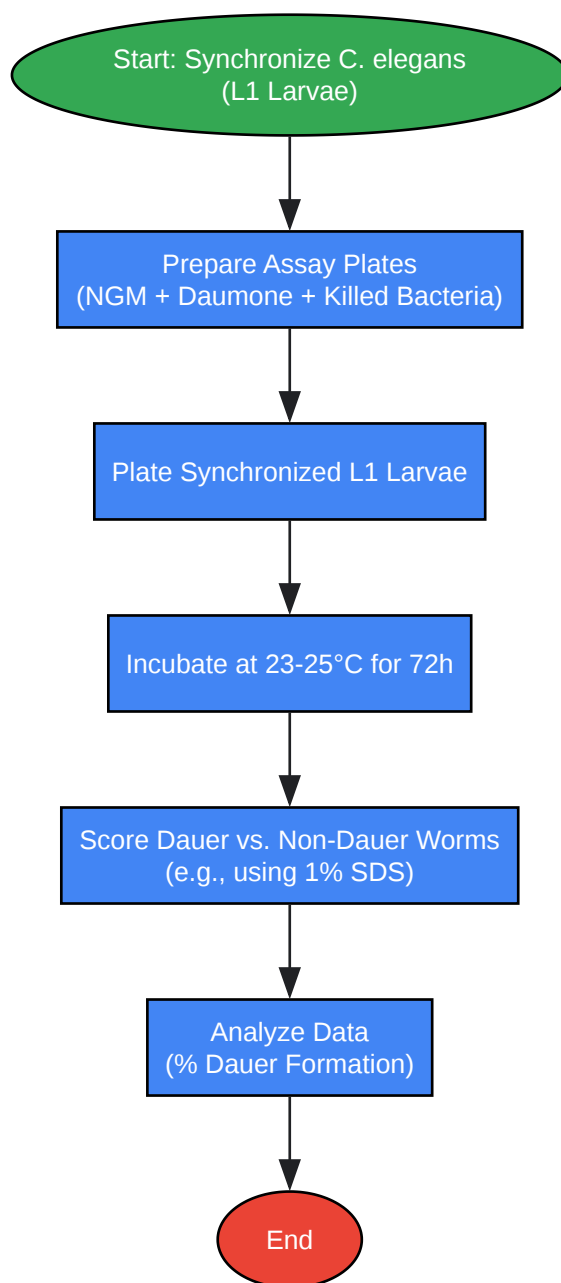 Start: Synchronize C. elegans
(L1 Larvae)
Prepare Assay Plates
(NGM + Daumone + Killed Bacteria)
Plate Synchronized L1 Larvae
Incubate at 23-25°C for 72h
Score Dauer vs. Non-Dauer Worms
(e.g., using 1% SDS)
Analyze Data
(% Dauer Formation)
End